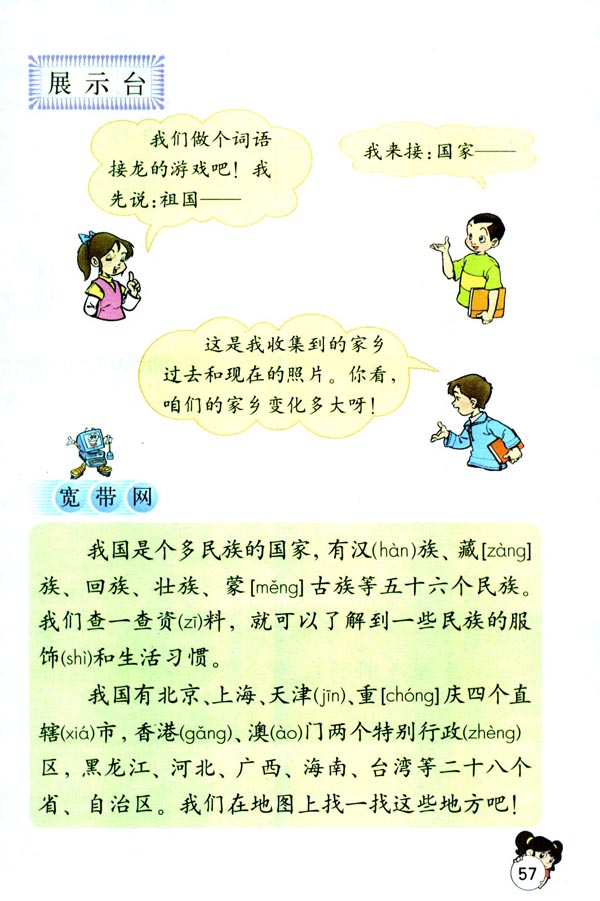 展示台
我们做个词语
接龙的游戏吧！我
先说：祖国——
我来接：国家——
这是我收集到的家乡
过去和现在的照片。你看，
咱们的家乡变化多大呀！
宽带网
我国是个多民族的国家，有汉(hàn)族、藏[zàng]
族、回族、壮族、蒙[měng]古族等五十六个民族。
我们查一查资(zī)料，就可以了解到一些民族的服
饰(shì)和生活习惯。
我国有北京、上海、天津(jīn)、重[chóng]庆四个直
辖(xiá)市，香港(gǎng)、澳(ào)门两个特别行政(zhèng)
区，黑龙江、河北、广西、海南、台湾等二十八个
省、自治区。我们在地图上找一找这些地方吧！
57